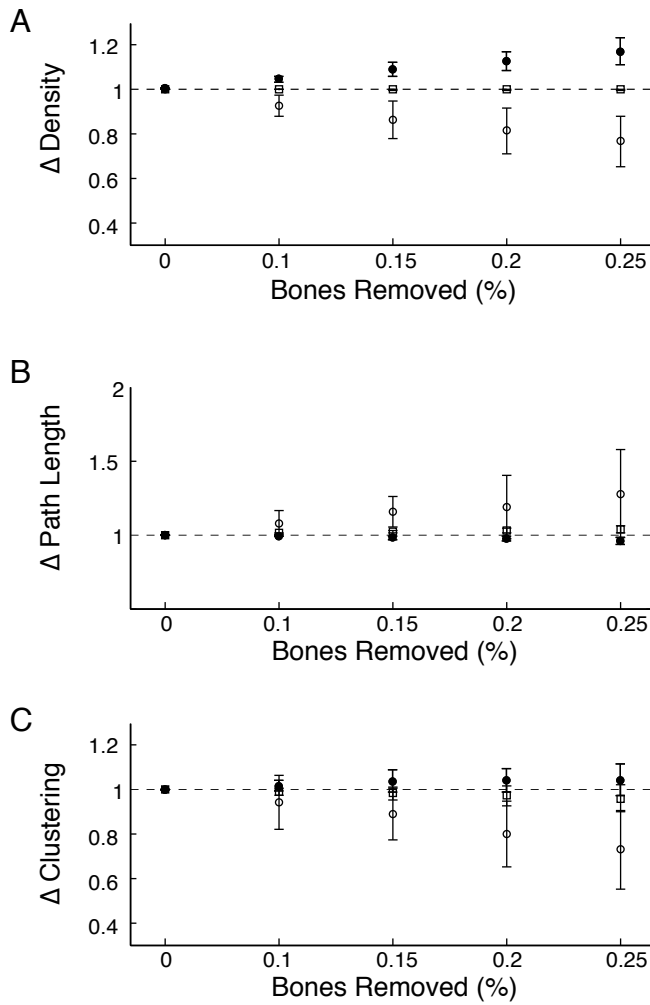 A
1.2
1
0.8
0.6
0.4
Δ Density
0 0.1 0.15 0.2 0.25
Bones Removed (%)
B
2
1.5
1
Δ Path Length
0 0.1 0.15 0.2 0.25
Bones Removed (%)
C
1.2
1
0.8
0.6
0.4
Δ Clustering
0 0.1 0.15 0.2 0.25
Bones Removed (%)